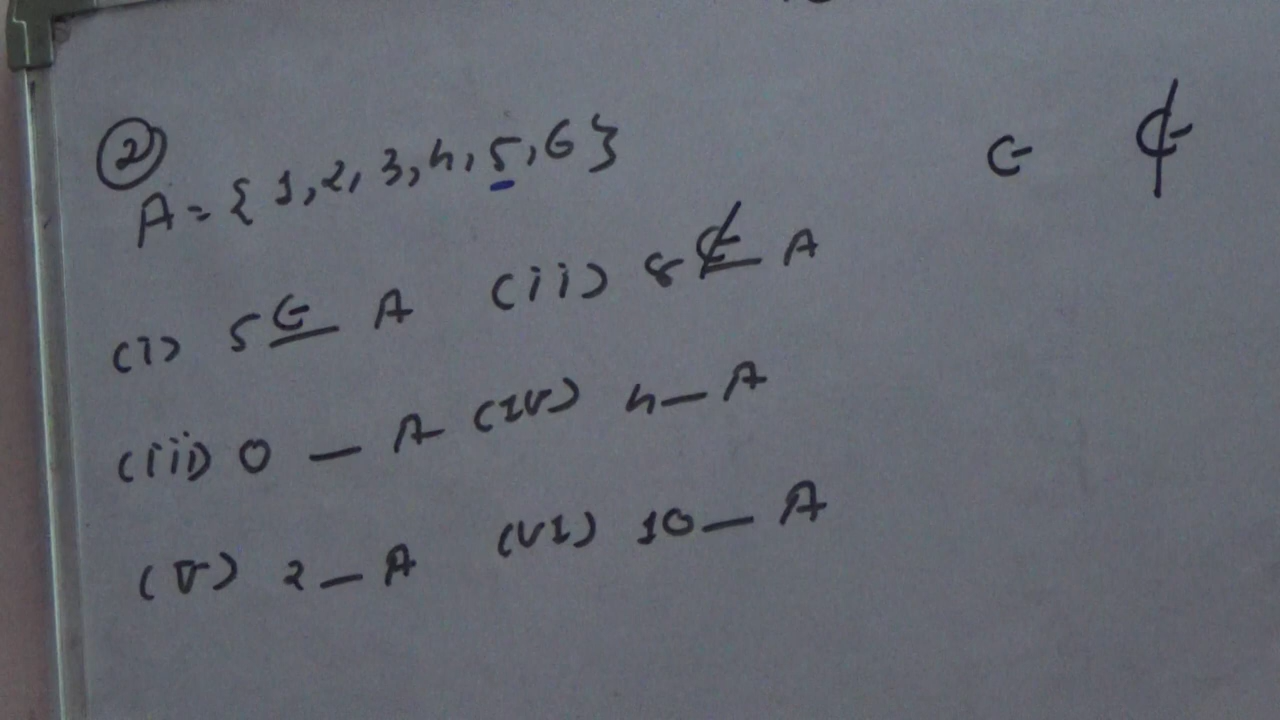 ②
A = {1, 2, 3, 4, 5, 6} ∈ ∉
(i) 5 ∈ A (ii) 8 ∉ A
(iii) 0 _ A (iv) 4 _ A
(v) 2 _ A (vi) 10 _ A